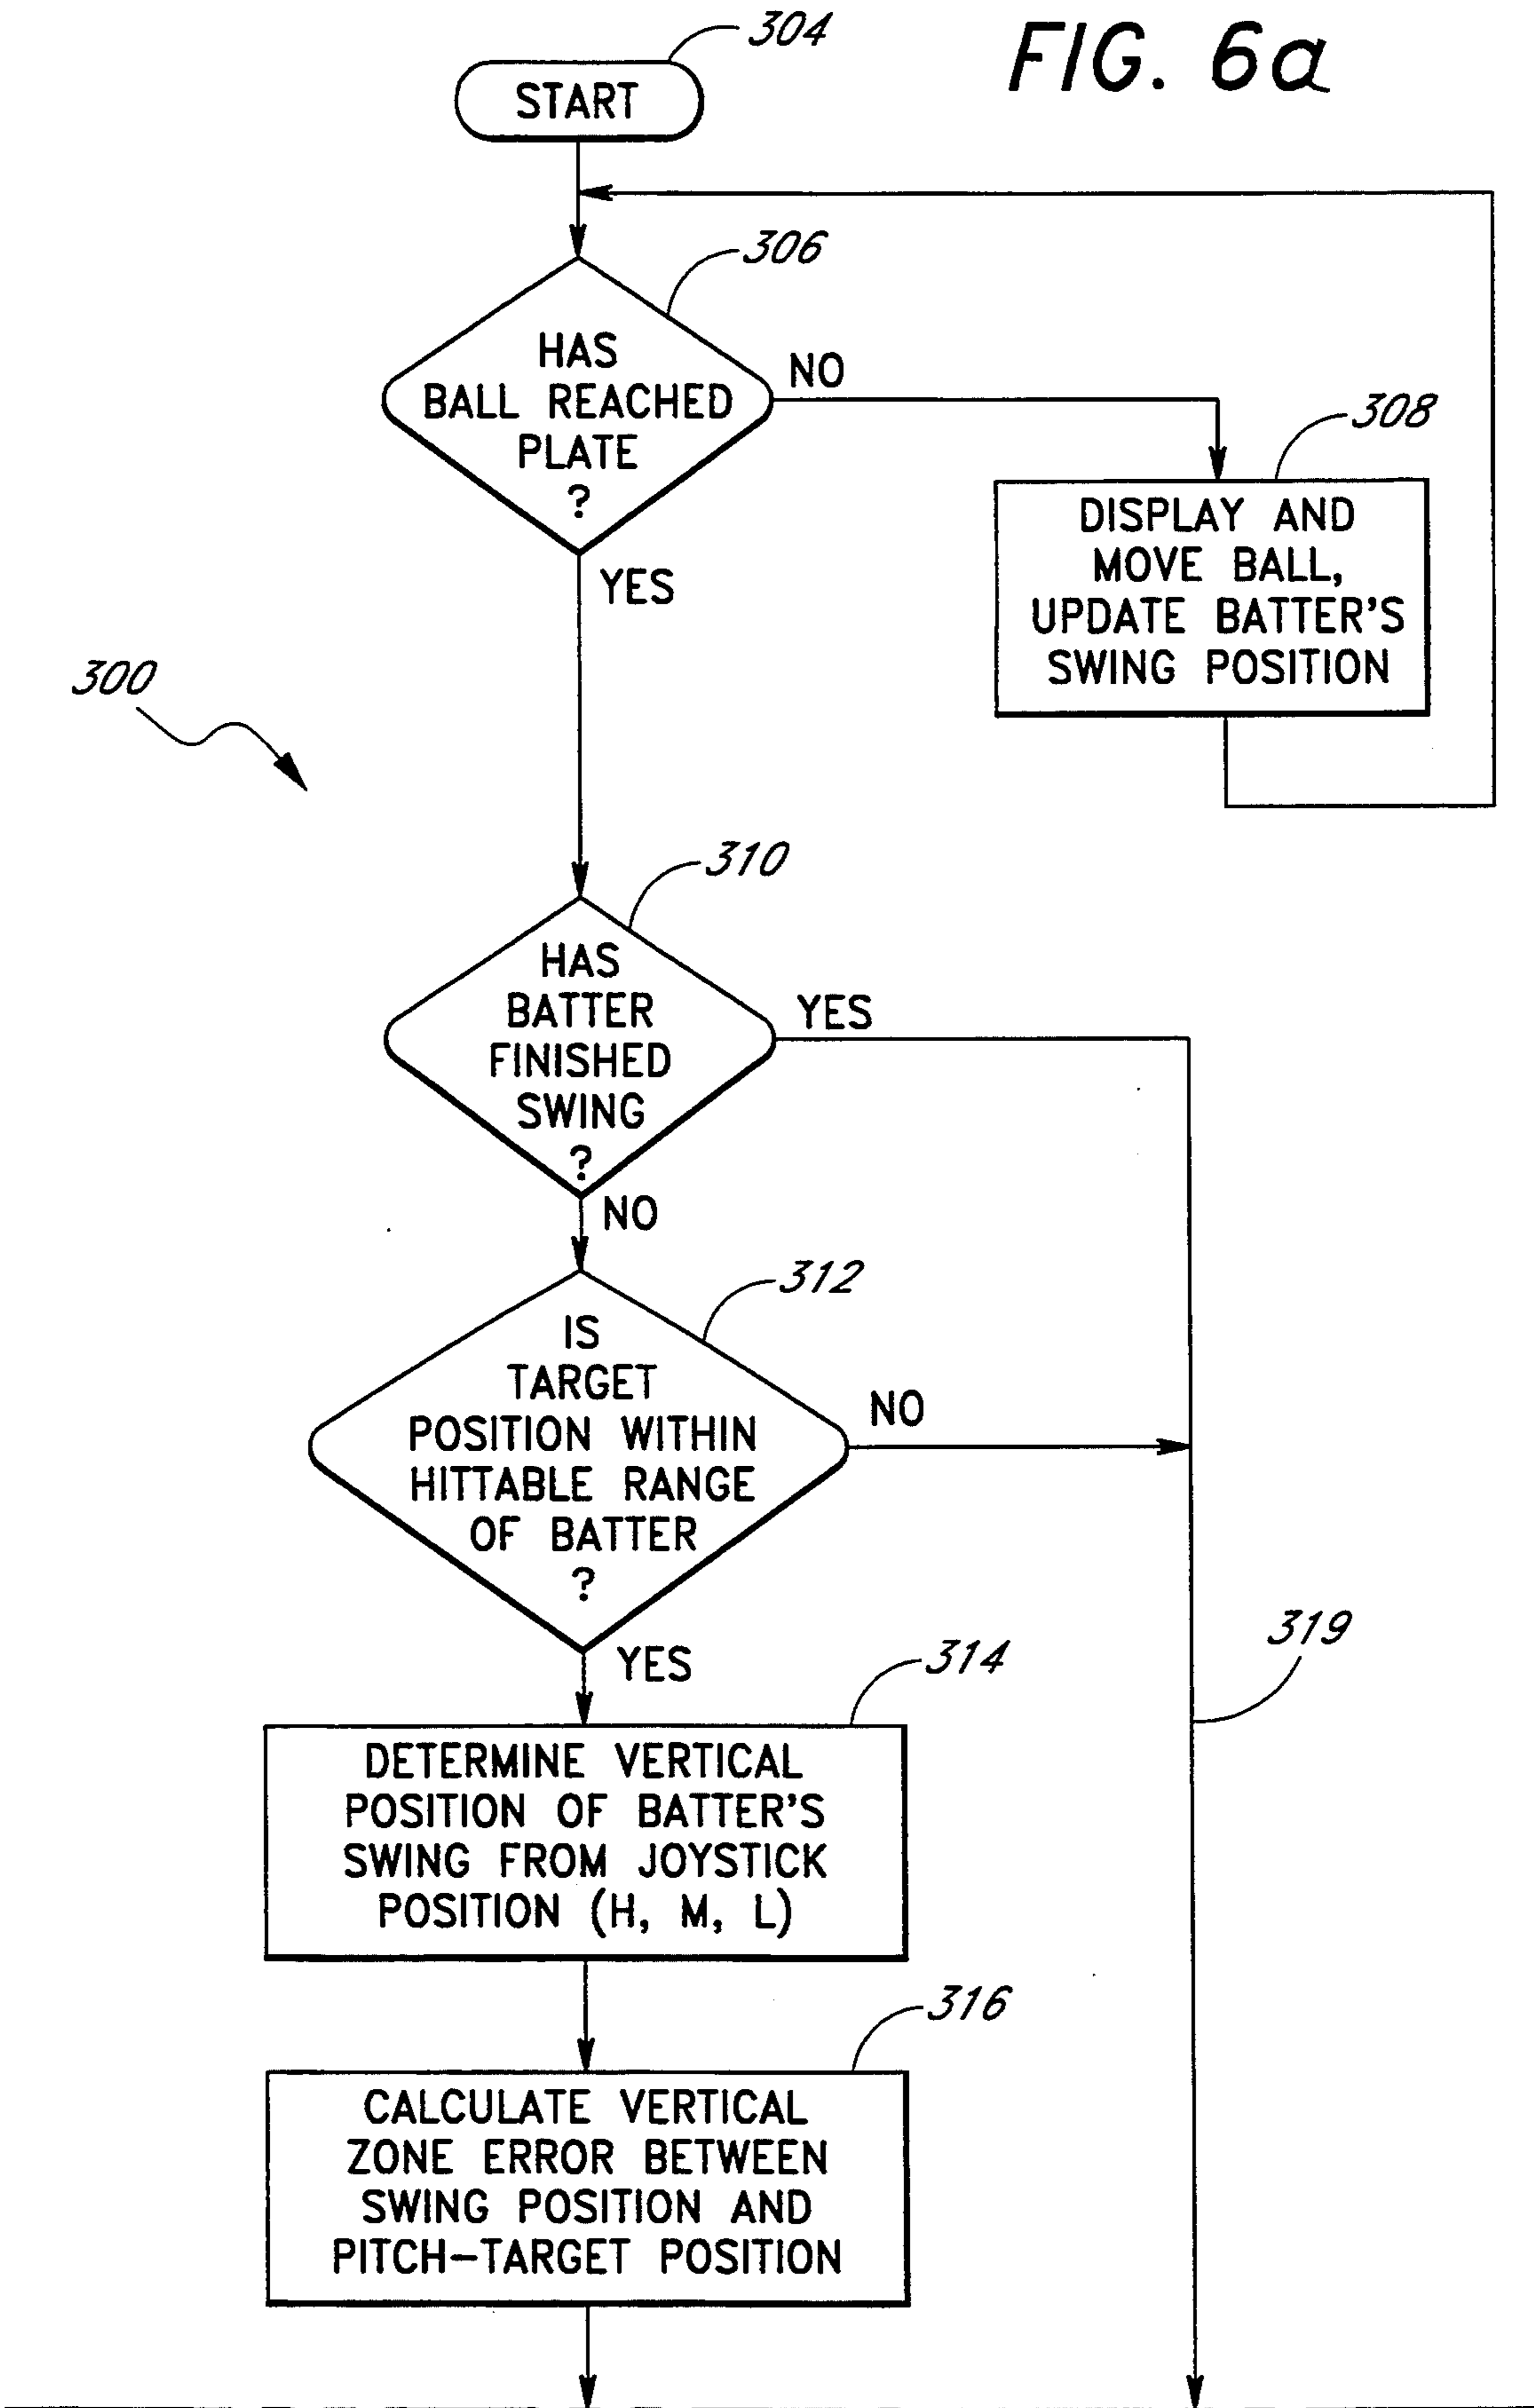 FIG. 6a
304
START
306
HAS
BALL REACHED
PLATE
?
NO
YES
308
DISPLAY AND
MOVE BALL,
UPDATE BATTER'S
SWING POSITION
300
310
HAS
BATTER
FINISHED
SWING
?
YES
NO
312
IS
TARGET
POSITION WITHIN
HITTABLE RANGE
OF BATTER
?
NO
YES
319
314
DETERMINE VERTICAL
POSITION OF BATTER'S
SWING FROM JOYSTICK
POSITION (H, M, L)
316
CALCULATE VERTICAL
ZONE ERROR BETWEEN
SWING POSITION AND
PITCH–TARGET POSITION